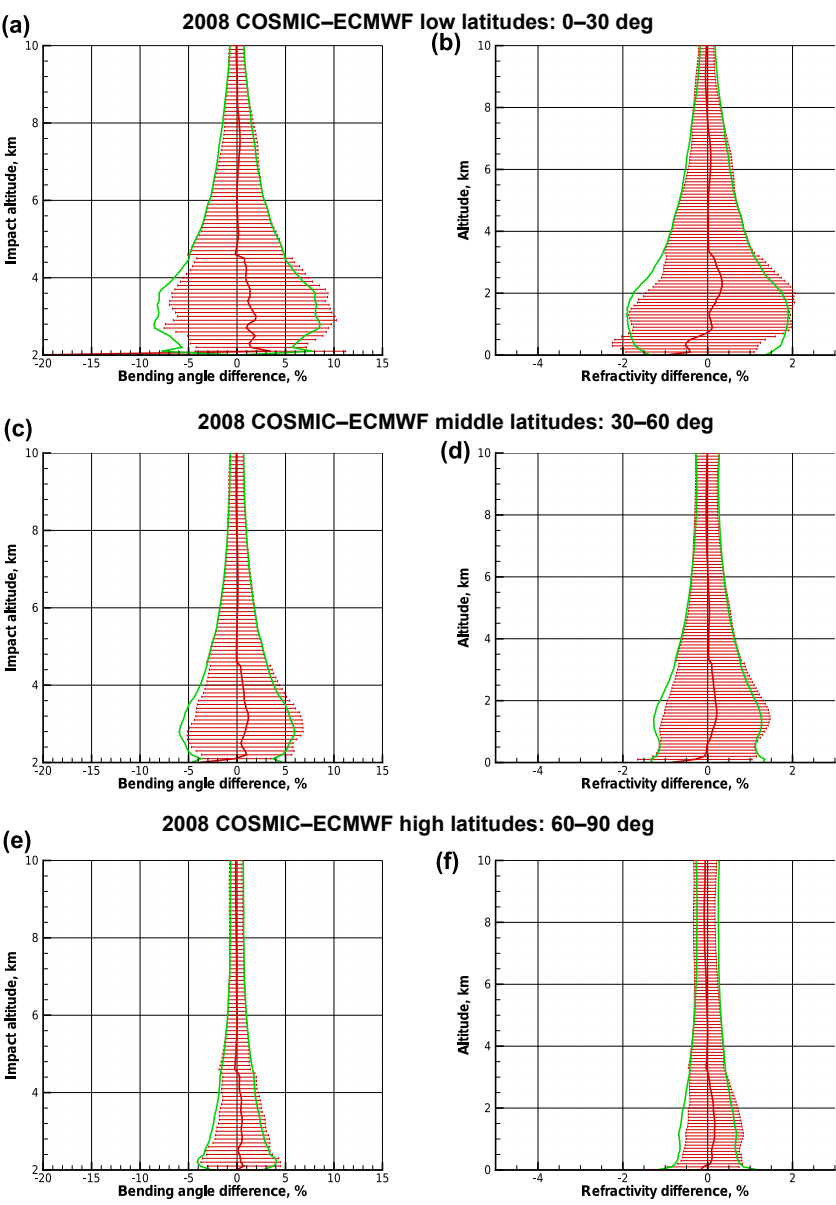 2008 COSMIC–ECMWF low latitudes: 0–30 deg
(a)
10
8
6
4
2
Impact altitude, km
-20 -15 -10 -5 0 5 10 15
Bending angle difference, %
(b)
10
8
6
4
2
0
Altitude, km
-4 -2 0 2
Refractivity difference, %
2008 COSMIC–ECMWF middle latitudes: 30–60 deg
(c)
10
8
6
4
2
Impact altitude, km
-20 -15 -10 -5 0 5 10 15
Bending angle difference, %
(d)
10
8
6
4
2
0
Altitude, km
-4 -2 0 2
Refractivity difference, %
2008 COSMIC–ECMWF high latitudes: 60–90 deg
(e)
10
8
6
4
2
Impact altitude, km
-20 -15 -10 -5 0 5 10 15
Bending angle difference, %
(f)
10
8
6
4
2
0
Altitude, km
-4 -2 0 2
Refractivity difference, %